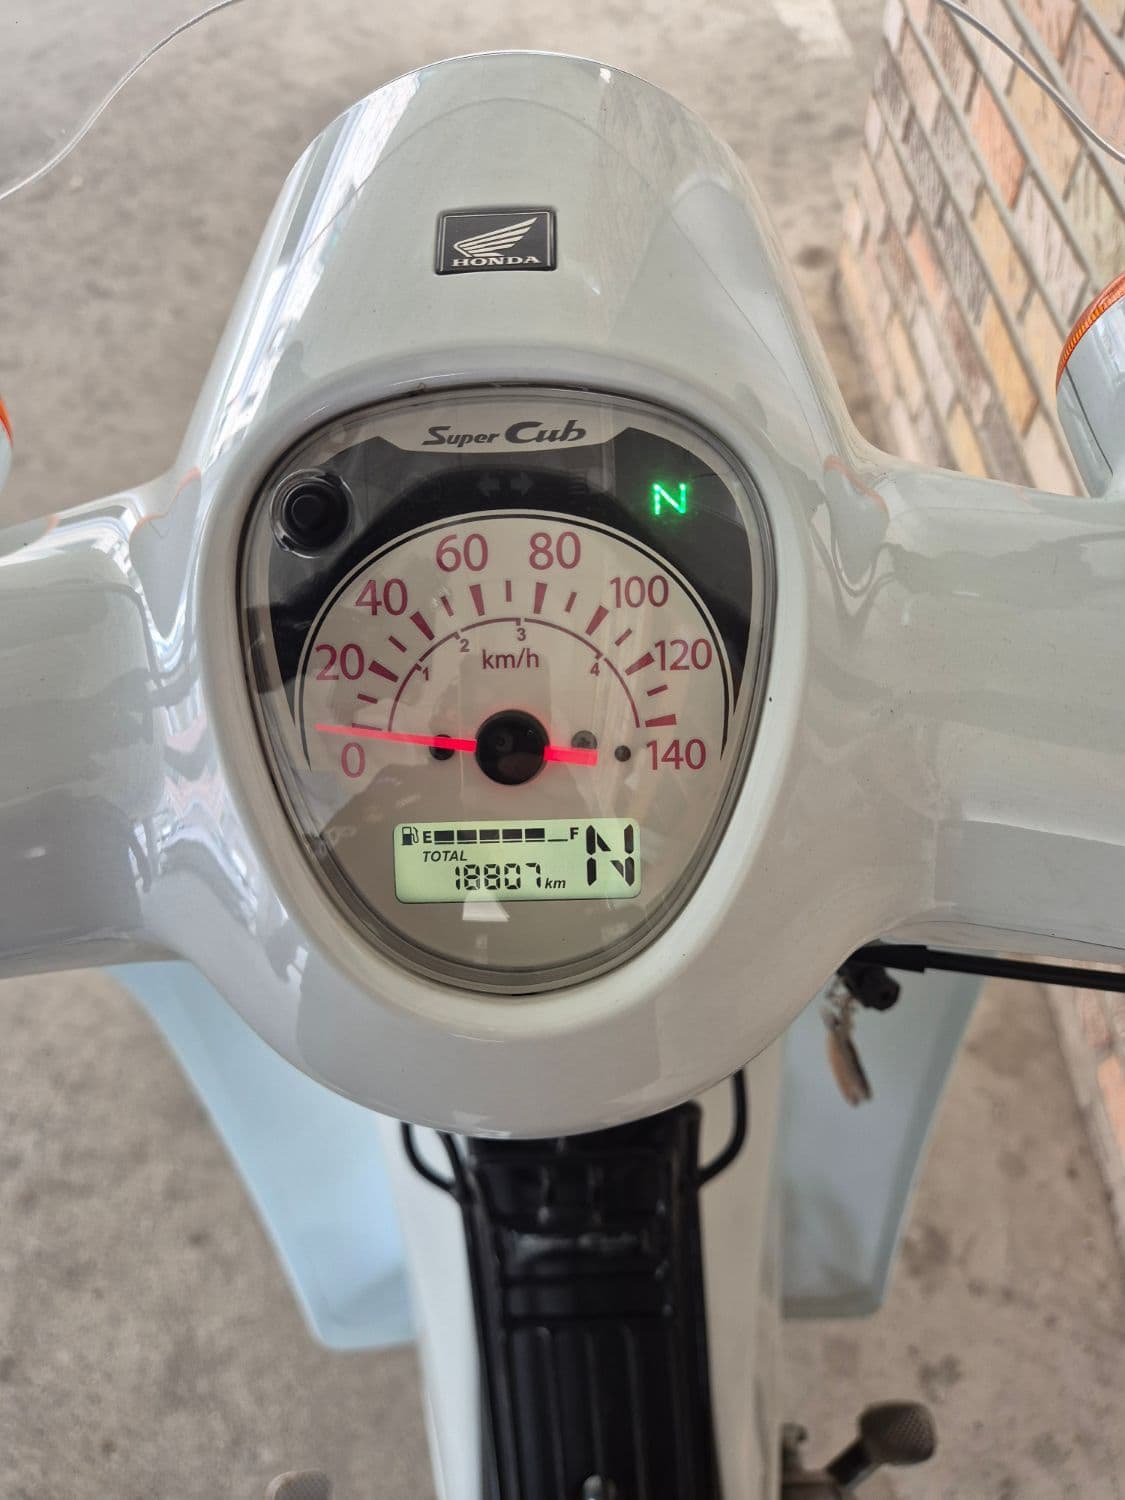 HONDA
Super Cub
N
60 80
40 100
20 120
1 2 3 4
km/h
0 140
E F
N
TOTAL
18807 km